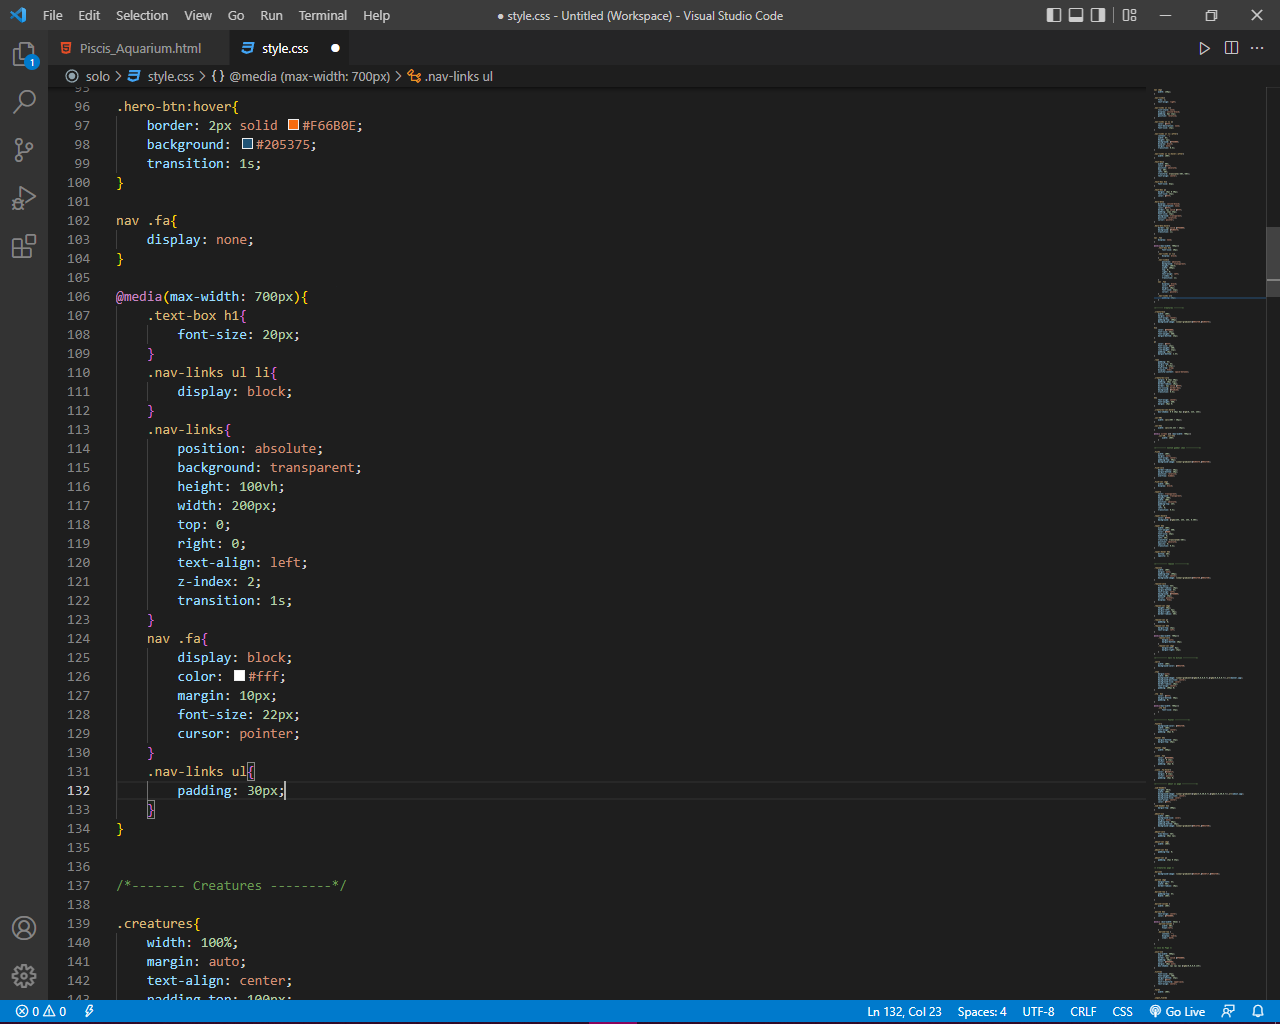 File Edit Selection View Go Run Terminal Help ● style.css - Untitled (Workspace) - Visual Studio Code
1
Piscis_Aquarium.html style.css
solo > style.css > { } @media (max-width: 700px) > .nav-links ul
95
96 .hero-btn:hover{
97 border: 2px solid #F66B0E;
98 background: #205375;
99 transition: 1s;
100 }
101
102 nav .fa{
103 display: none;
104 }
105
106 @media(max-width: 700px){
107 .text-box h1{
108 font-size: 20px;
109 }
110 .nav-links ul li{
111 display: block;
112 }
113 .nav-links{
114 position: absolute;
115 background: transparent;
116 height: 100vh;
117 width: 200px;
118 top: 0;
119 right: 0;
120 text-align: left;
121 z-index: 2;
122 transition: 1s;
123 }
124 nav .fa{
125 display: block;
126 color: #fff;
127 margin: 10px;
128 font-size: 22px;
129 cursor: pointer;
130 }
131 .nav-links ul{
132 padding: 30px;
133 }
134 }
135
136
137 /*------- Creatures --------*/
138
139 .creatures{
140 width: 100%;
141 margin: auto;
142 text-align: center;
143 padding-top: 100px;
0 0 Ln 132, Col 23 Spaces: 4 UTF-8 CRLF CSS Go Live